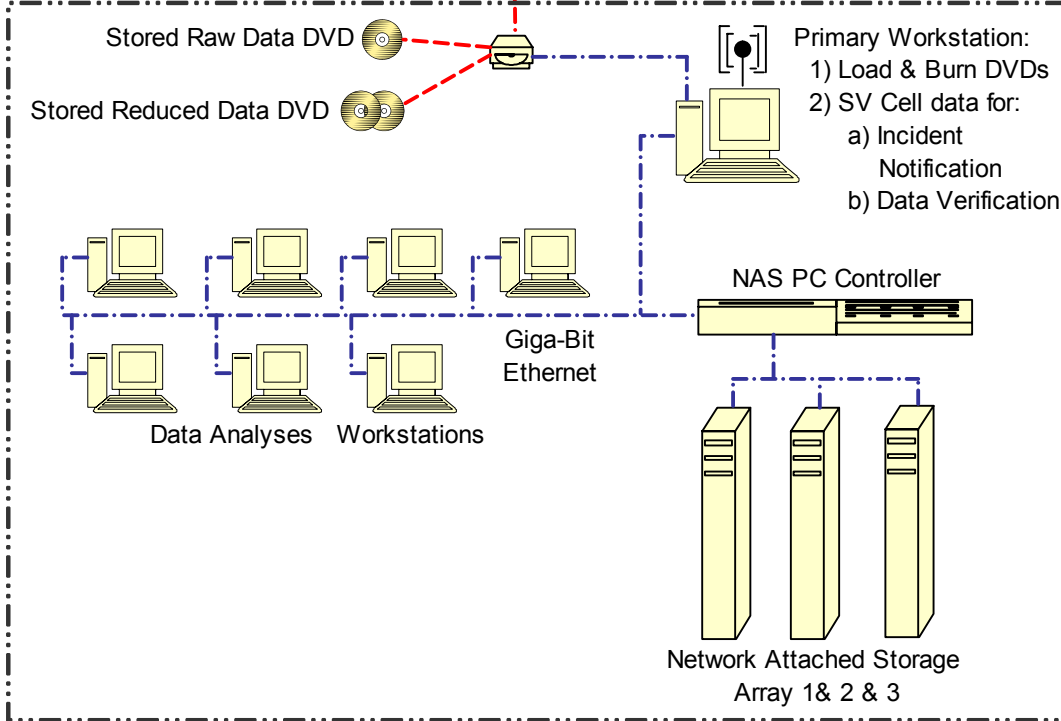 Stored Raw Data DVD
Stored Reduced Data DVD
Primary Workstation:
1) Load & Burn DVDs
2) SV Cell data for:
a) Incident
Notification
b) Data Verification
NAS PC Controller
Giga-Bit
Ethernet
Data Analyses Workstations
Network Attached Storage
Array 1& 2 & 3